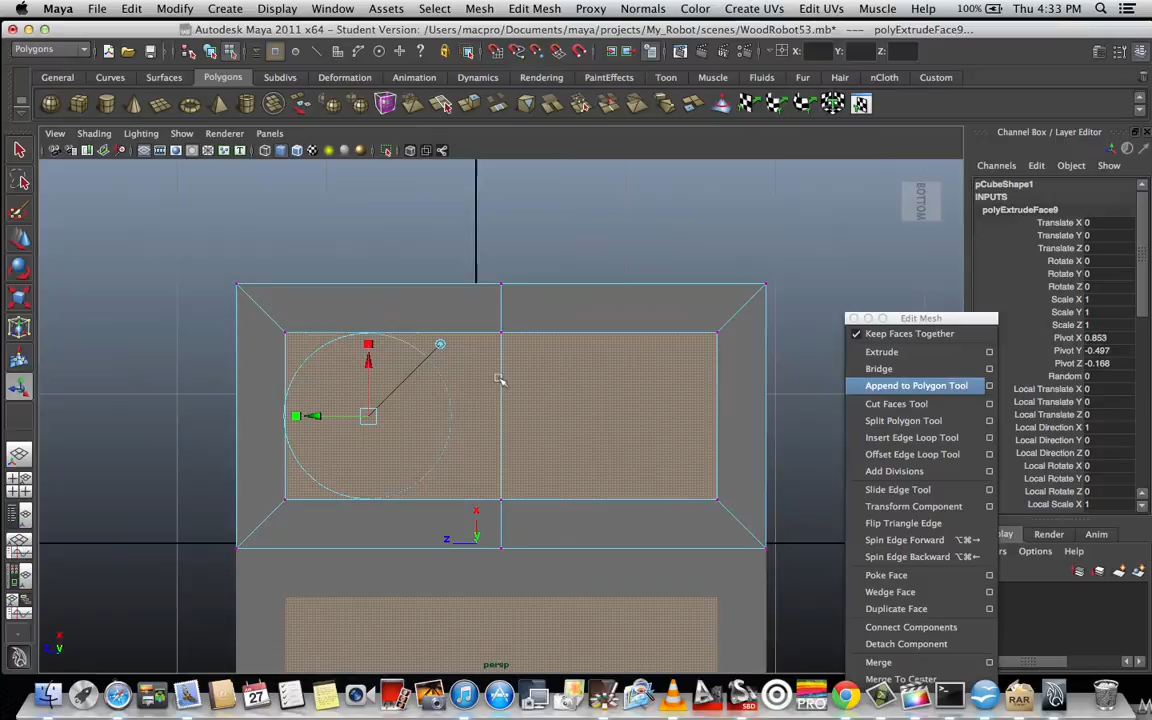 Maya File Edit Modify Create Display Window Assets Select Mesh Edit Mesh Proxy Normals Color Create UVs Edit UVs Muscle Help 100% Thu 4:33 PM
Autodesk Maya 2011 x64 - Student Version: /Users/macpro/Documents/maya/projects/My_Robot/scenes/WoodRobot53.mb* --- polyExtrudeFace9...
Polygons X: Y: Z:
General Curves Surfaces Polygons Subdivs Deformation Animation Dynamics Rendering PaintEffects Toon Muscle Fluids Fur Hair nCloth Custom
View Shading Lighting Show Renderer Panels
Channel Box / Layer Editor
Channels Edit Object Show
pCubeShape1
INPUTS
polyExtrudeFace9
Translate X 0
Translate Y 0
Translate Z 0
Rotate X 0
Rotate Y 0
Rotate Z 0
Scale X 1
Scale Y 1
Scale Z 1
Pivot X 0.853
Pivot Y -0.497
Pivot Z -0.168
Random 0
Local Translate X 0
Local Translate Y 0
Local Translate Z 0
Local Direction X 1
Local Direction Y 0
Local Direction Z 0
Local Rotate X 0
Local Rotate Y 0
Local Rotate Z 0
Local Scale X 1
play Render Anim
Options Help
BOTTOM
Edit Mesh
Keep Faces Together
Extrude
Bridge
Append to Polygon Tool
Cut Faces Tool
Split Polygon Tool
Insert Edge Loop Tool
Offset Edge Loop Tool
Add Divisions
Slide Edge Tool
Transform Component
Flip Triangle Edge
Spin Edge Forward ⌥⌘→
Spin Edge Backward ⌥⌘←
Poke Face
Wedge Face
Duplicate Face
Connect Components
Detach Component
Merge
Merge To Center
x
z y
x
z y
persp
27
PRO
SBD
RAR
M